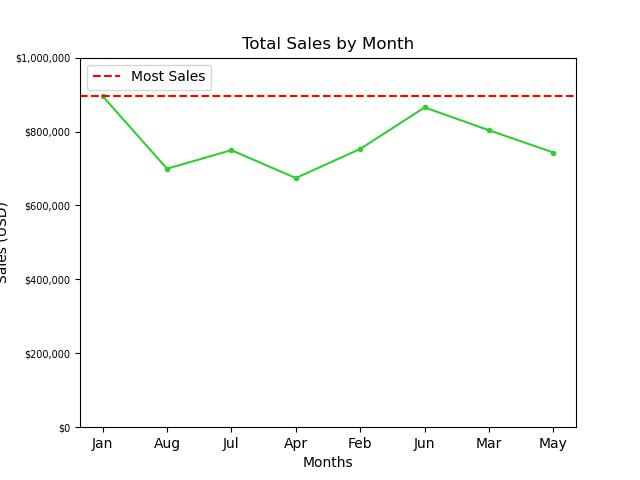 Total Sales by Month
Most Sales
$1,000,000
$800,000
$600,000
$400,000
$200,000
$0
Sales (USD)
Jan Aug Jul Apr Feb Jun Mar May
Months